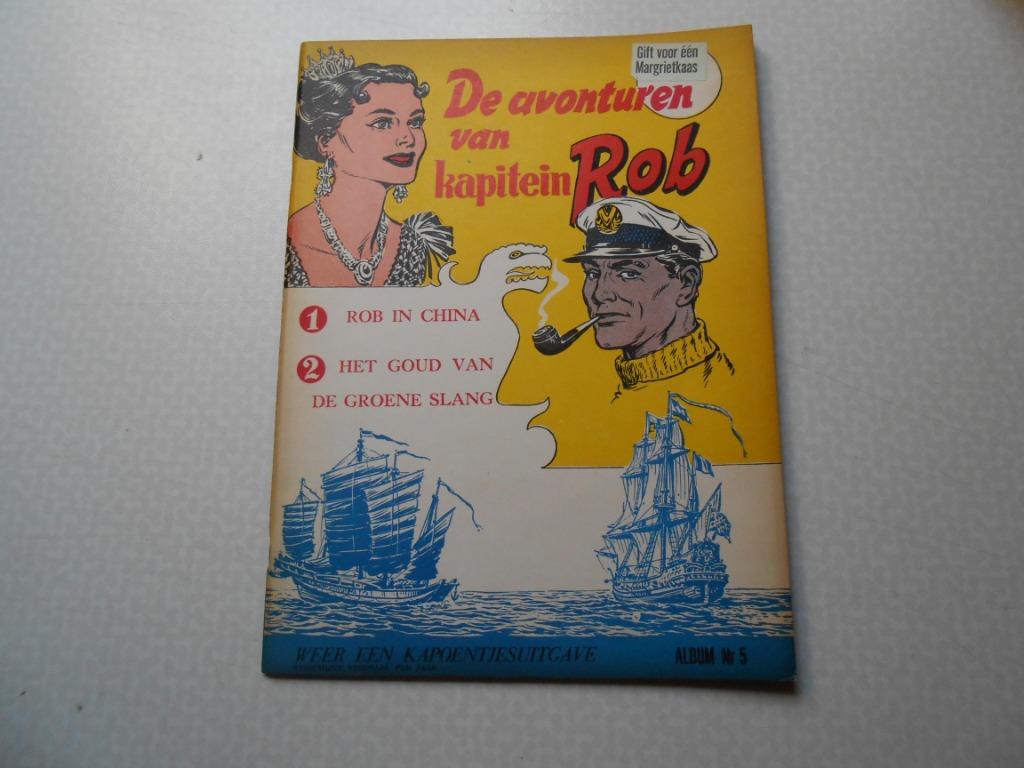 Gift voor één
Margrietkaas
De avonturen
van
kapitein Rob
1 ROB IN CHINA
2 HET GOUD VAN
DE GROENE SLANG
WEER EEN KAPOENTJESUITGAVE
ALBUM Nr 5